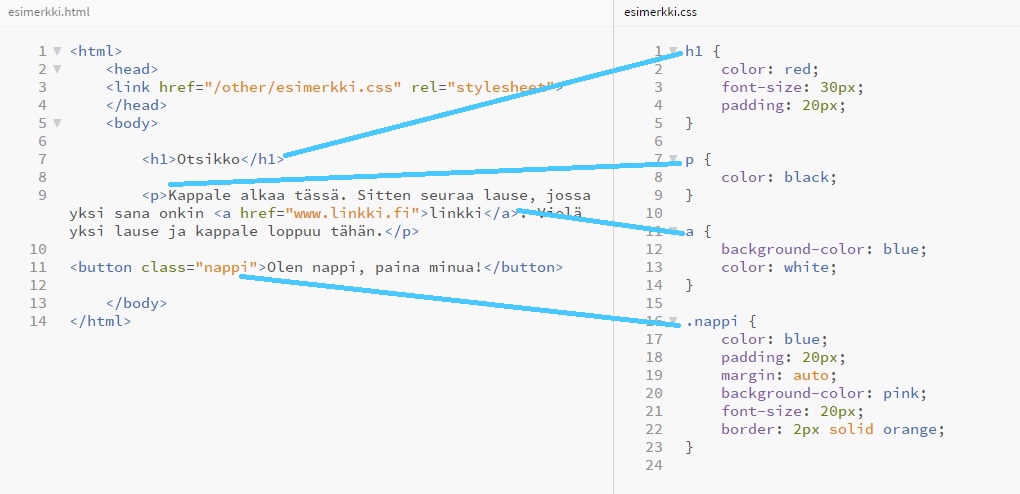 esimerkki.html
1 <html>
2 <head>
3 <link href="/other/esimerkki.css" rel="stylesheet">
4 </head>
5 <body>
6
7 <h1>Otsikko</h1>
8
9 <p>Kappale alkaa tässä. Sitten seuraa lause, jossa
yksi sana onkin <a href="www.linkki.fi">linkki</a>. Vielä
yksi lause ja kappale loppuu tähän.</p>
10
11 <button class="nappi">Olen nappi, paina minua!</button>
12
13 </body>
14 </html>
esimerkki.css
1 h1 {
2 color: red;
3 font-size: 30px;
4 padding: 20px;
5 }
6
7 p {
8 color: black;
9 }
10
11 a {
12 background-color: blue;
13 color: white;
14 }
15
16 .nappi {
17 color: blue;
18 padding: 20px;
19 margin: auto;
20 background-color: pink;
21 font-size: 20px;
22 border: 2px solid orange;
23 }
24